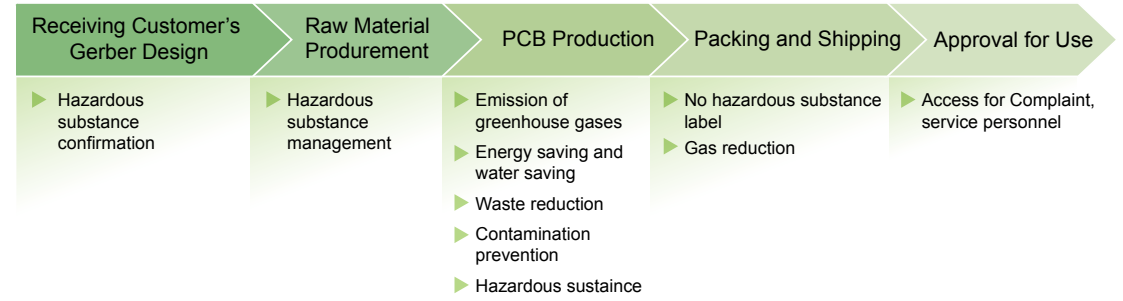 Receiving Customer's
Gerber Design
Raw Material
Produrement
PCB Production
Packing and Shipping
Approval for Use
Hazardous
substance
confirmation
Hazardous
substance
management
Emission of
greenhouse gases
Energy saving and
water saving
Waste reduction
Contamination
prevention
Hazardous sustaince
No hazardous substance
label
Gas reduction
Access for Complaint,
service personnel